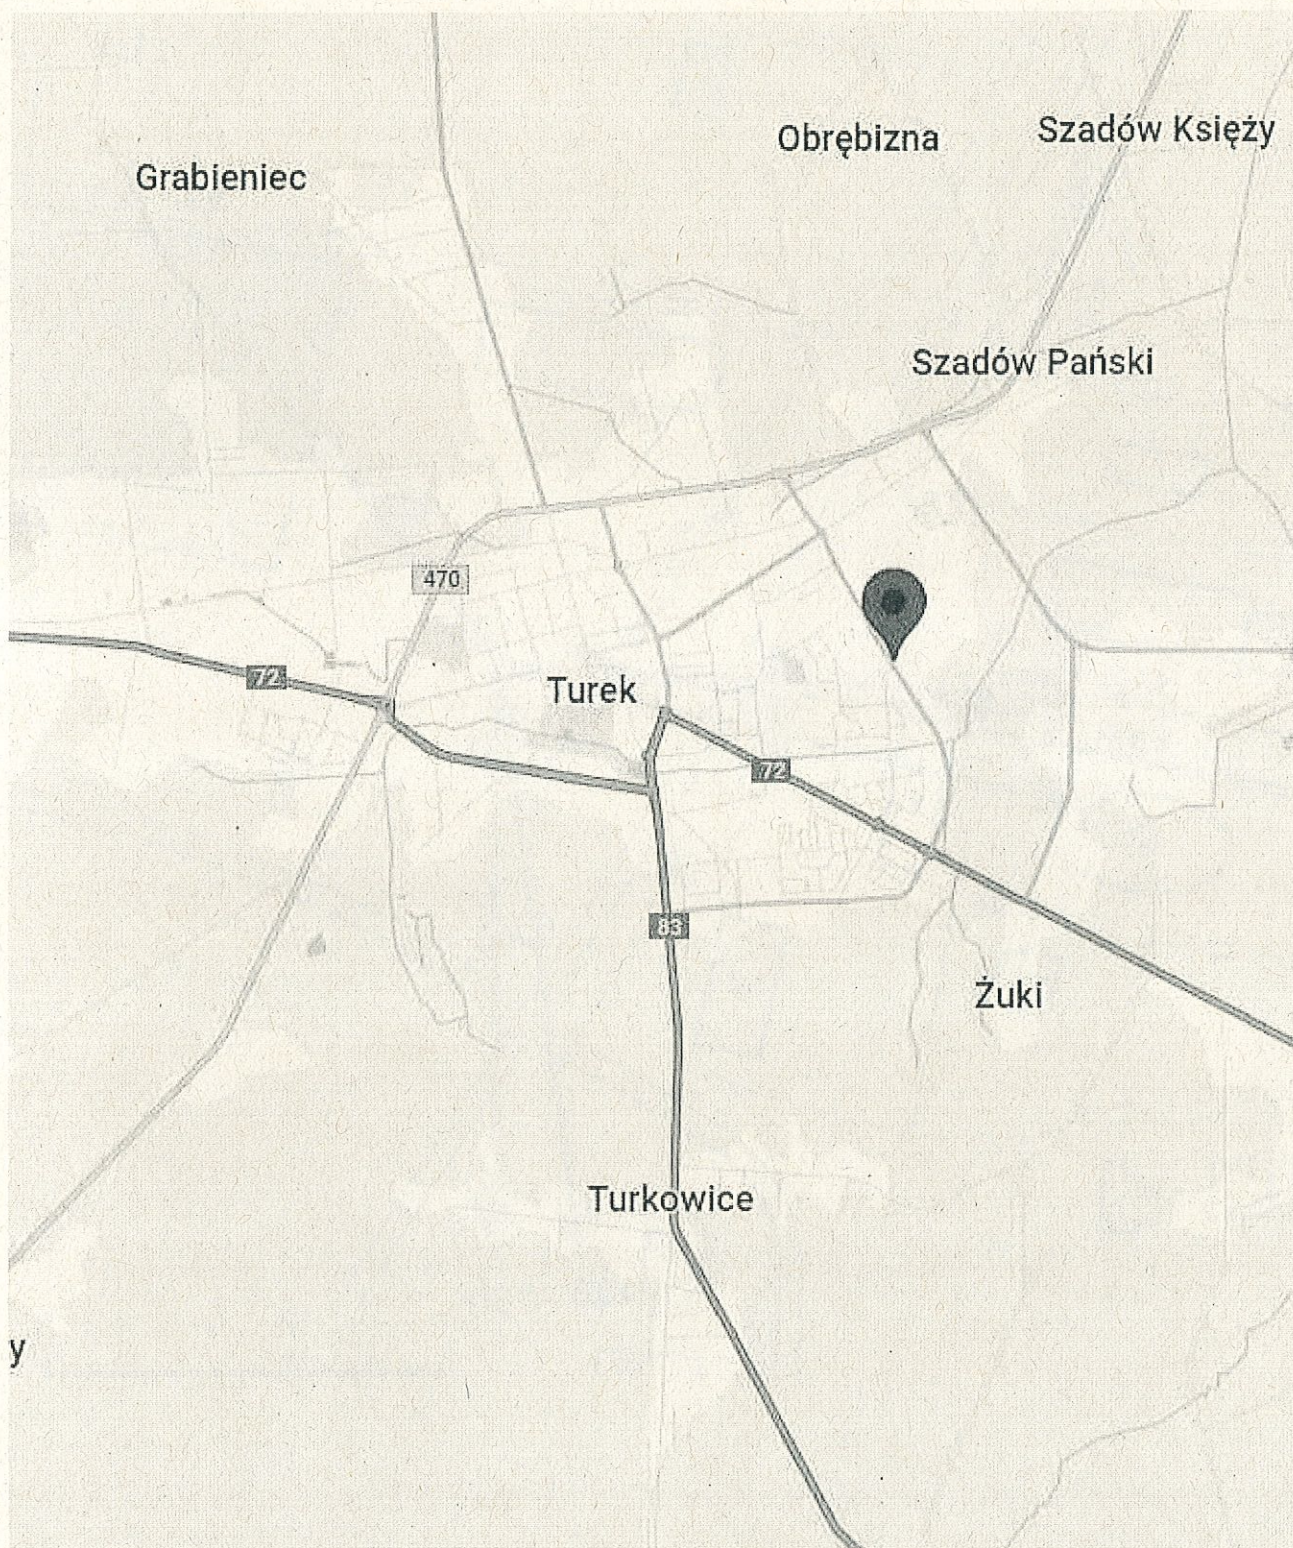 Obrębizna
Szadów Księży
Grabieniec
Szadów Pański
470
72
Turek
72
83
Żuki
Turkowice
y